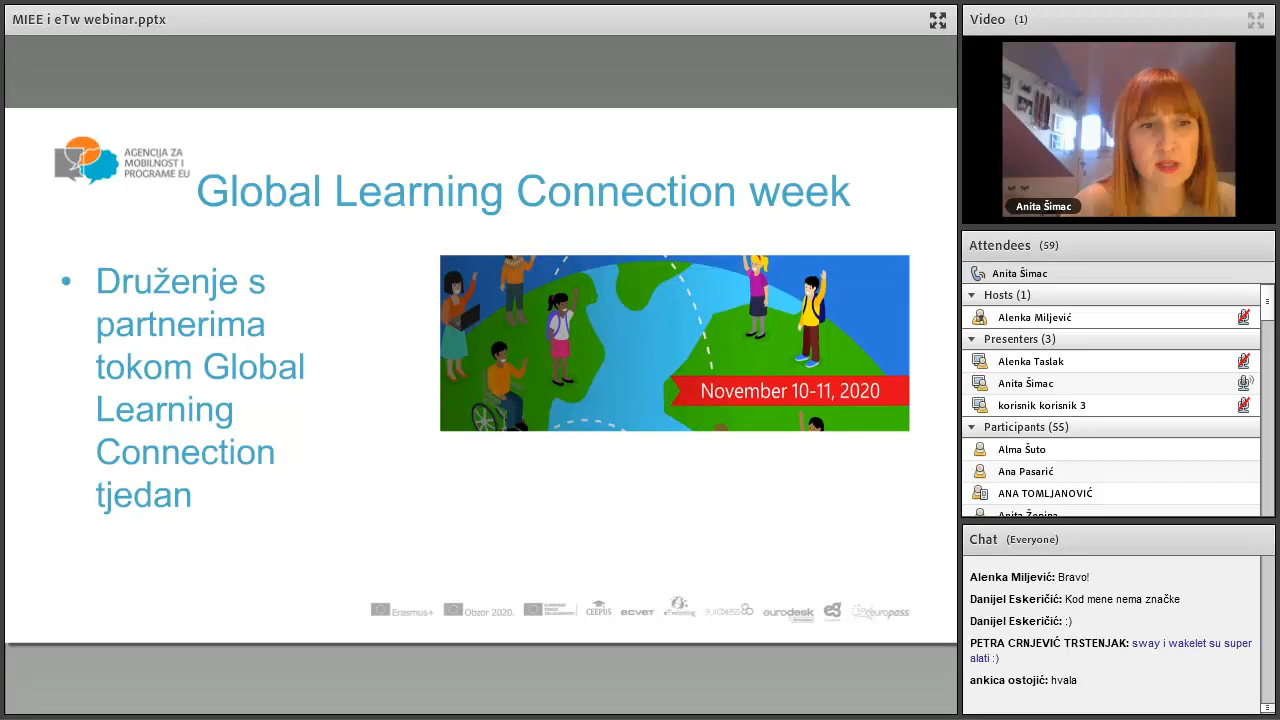 MIEE i eTw webinar.pptx
AGENCIJA ZA
MOBILNOST I
PROGRAME EU
Global Learning Connection week
• Druženje s
partnerima
tokom Global
Learning
Connection
tjedan
November 10-11, 2020
Erasmus+
Obzor 2020.
CEEPUS
ecvet
eTwinning
euroxess
eurodesk
europass
Video (1)
Anita Šimac
Attendees (59)
Anita Šimac
Hosts (1)
Alenka Miljević
Presenters (3)
Alenka Taslak
Anita Šimac
korisnik korisnik 3
Participants (55)
Alma Šuto
Ana Pasarić
ANA TOMLJANOVIĆ
Chat (Everyone)
Alenka Miljević: Bravo!
Danijel Eskeričić: Kod mene nema značke
Danijel Eskeričić: :)
PETRA CRNJEVIĆ TRSTENJAK: sway i wakelet su super
alati :)
ankica ostojić: hvala